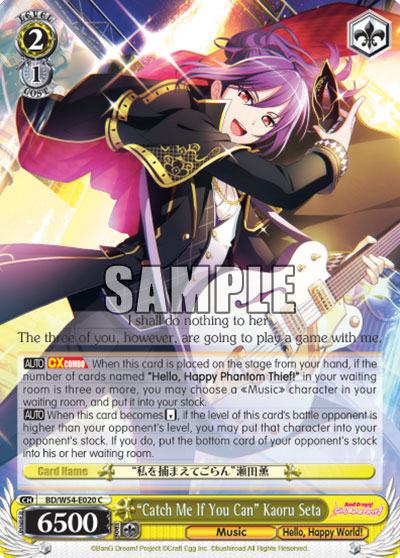 LEVEL
2
1
COST
SAMPLE
I shall do nothing to her.
The three of you, however, are going to play a game with me.
AUTO CX COMBO When this card is placed on the stage from your hand, if the
number of cards named "Hello, Happy Phantom Thief!" in your waiting
room is three or more, you may choose a «Music» character in your
waiting room, and put it into your stock.
AUTO When this card becomes , if the level of this card's battle opponent is
higher than your opponent's level, you may put that character into your
opponent's stock. If you do, put the bottom card of your opponent's stock
into his or her waiting room.
Card Name
“私を捕まえてごらん”瀬田薫
CH BD/W54-E020 C
“Catch Me If You Can” Kaoru Seta
BanG Dream! Girls Band Party!
POWER
6500
Music
Hello, Happy World!
©BanG Dream! Project ©Craft Egg Inc. ©bushiroad All Rights Reserved.